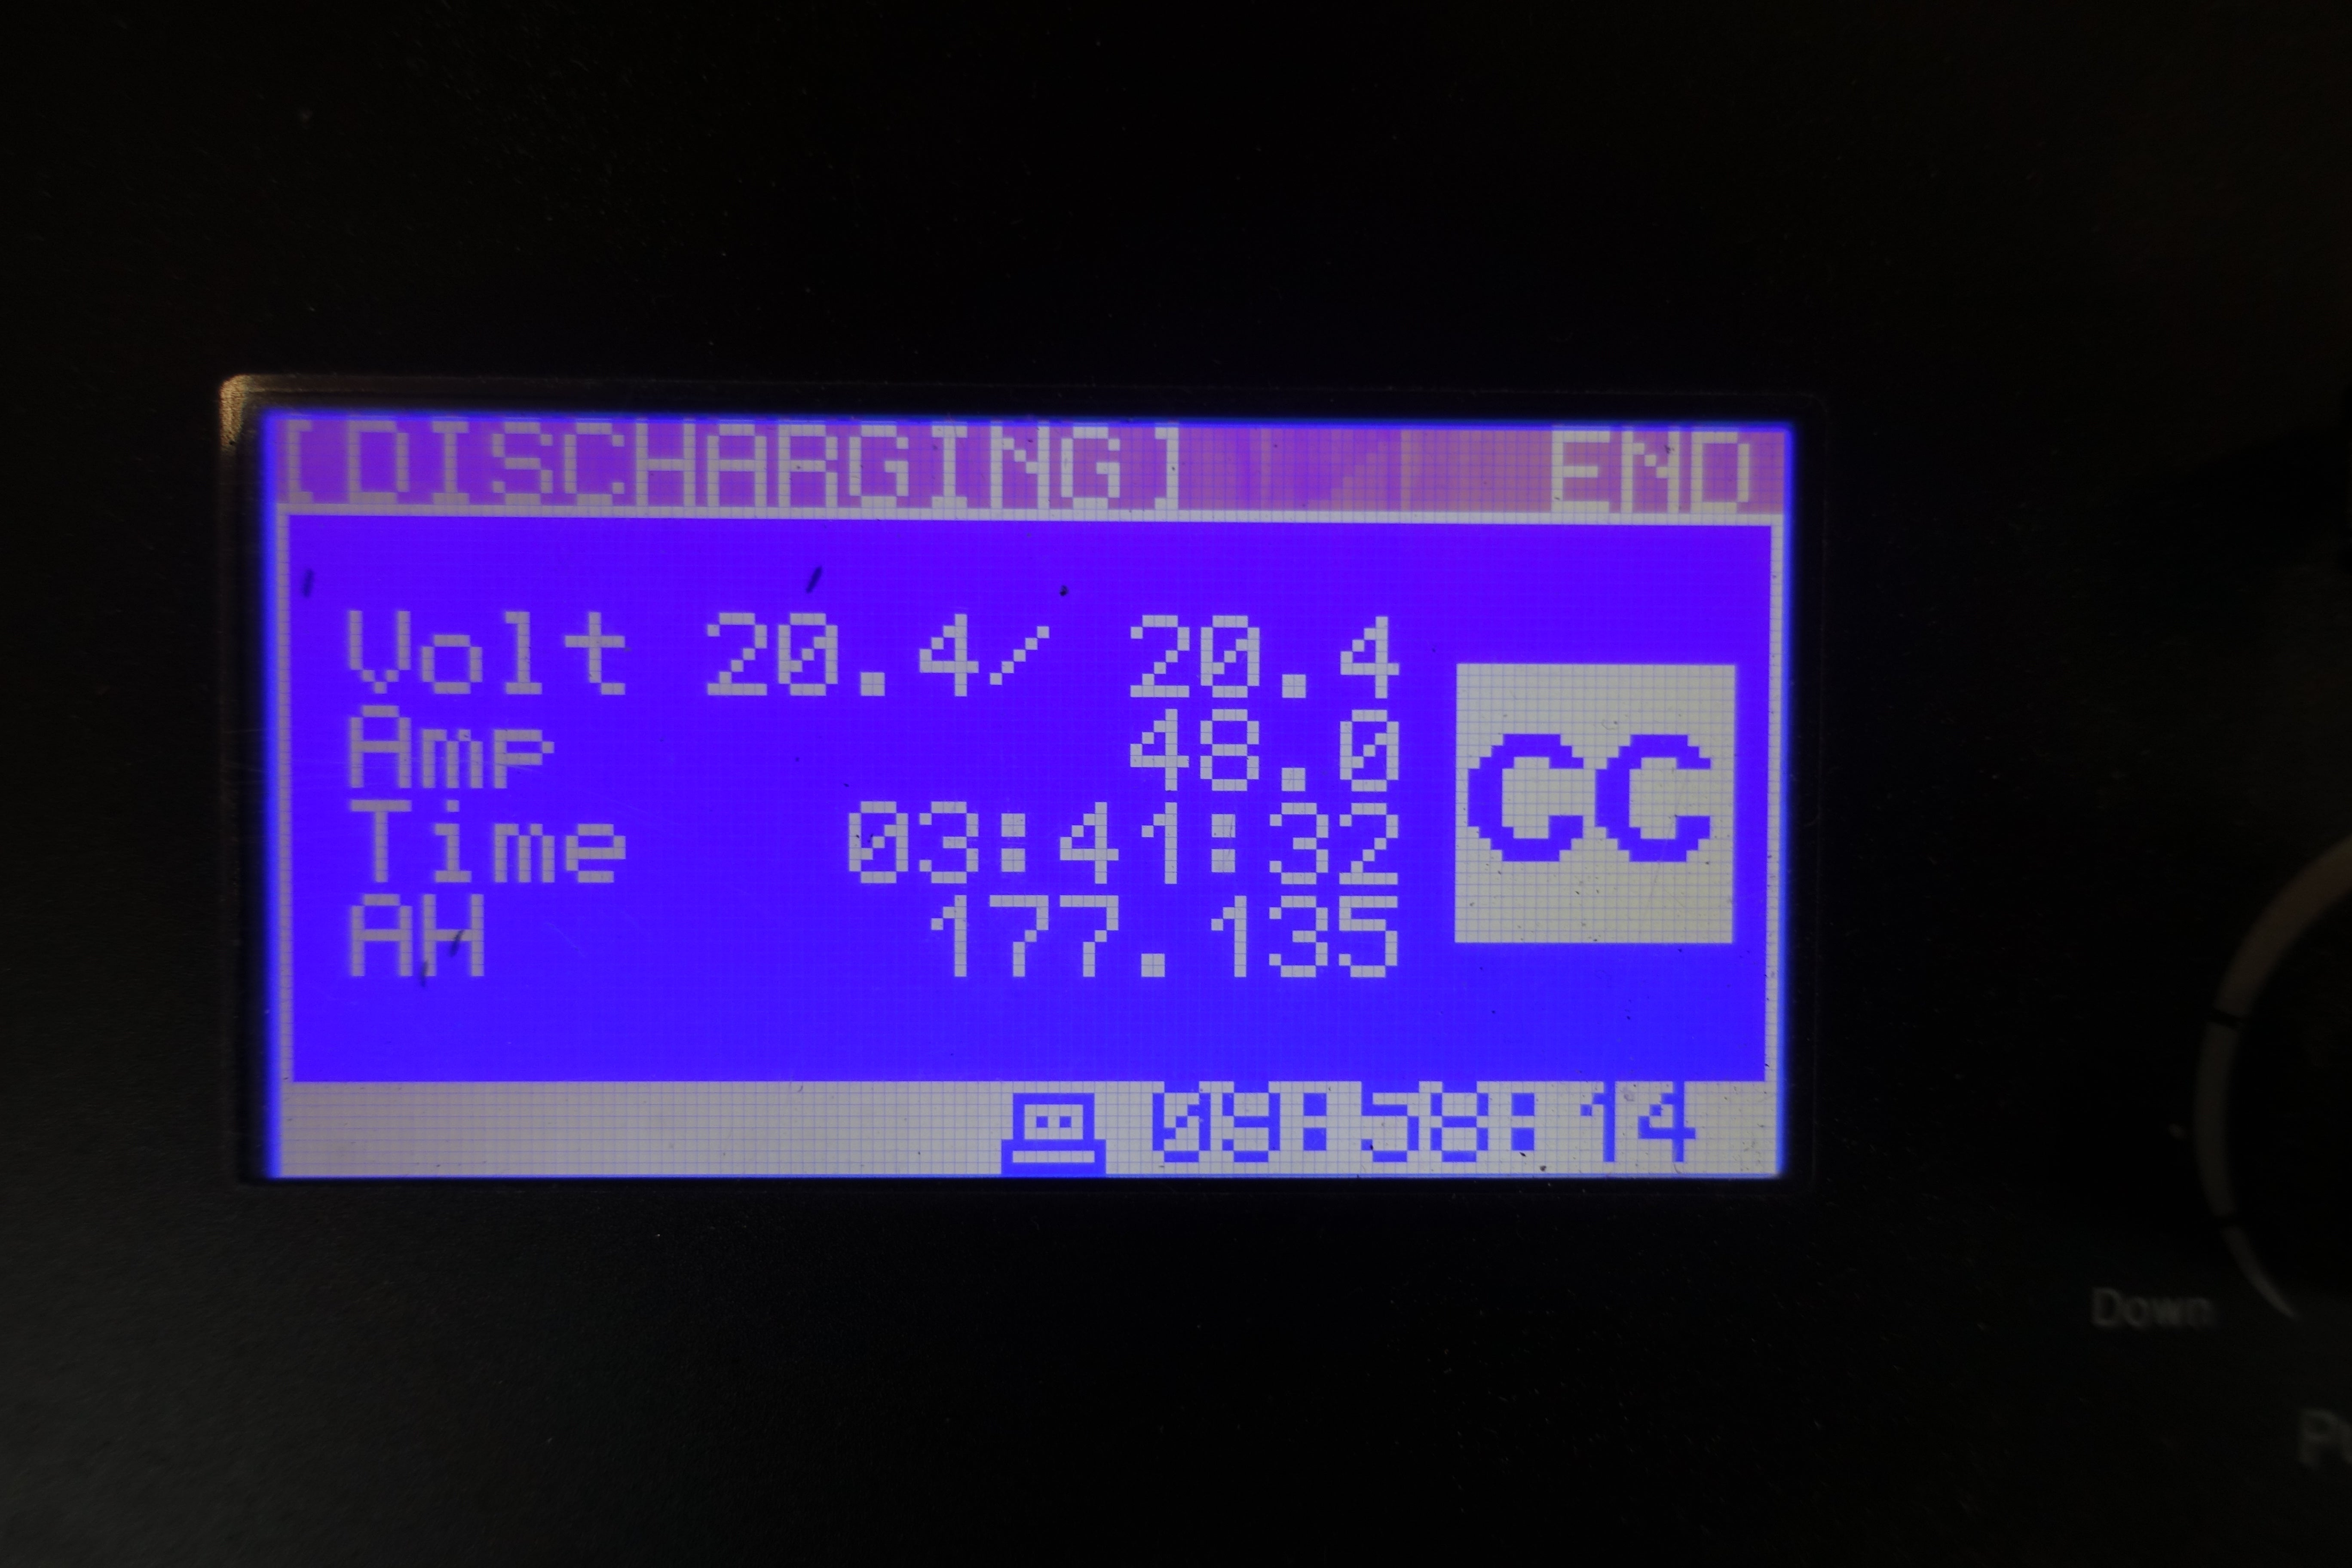 [DISCHARGING] END
Volt 20.4/ 20.4
Amp 48.0
Time 03:41:32
AH 177.135
CC
09:58:14
Down